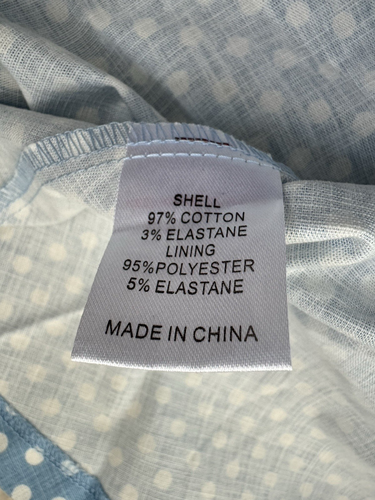 SHELL
97% COTTON
3% ELASTANE
LINING
95%POLYESTER
5% ELASTANE
MADE IN CHINA